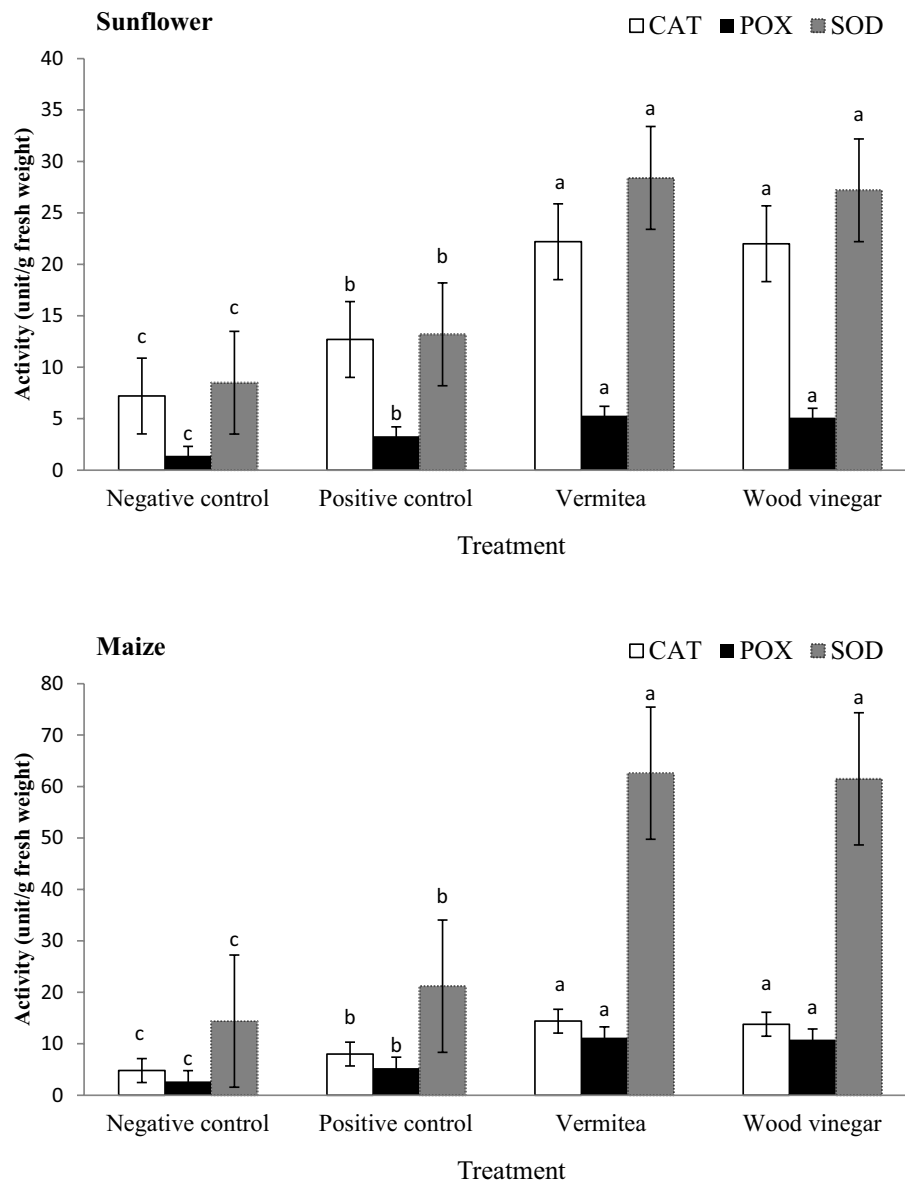 Sunflower
CAT POX SOD
Activity (unit/g fresh weight)
40
35
30
25
20
15
10
5
0
c c c b b b a a a a a a
Negative control Positive control Vermitea Wood vinegar
Treatment
Maize
CAT POX SOD
Activity (unit/g fresh weight)
80
70
60
50
40
30
20
10
0
c c c b b b a a a a a a
Negative control Positive control Vermitea Wood vinegar
Treatment